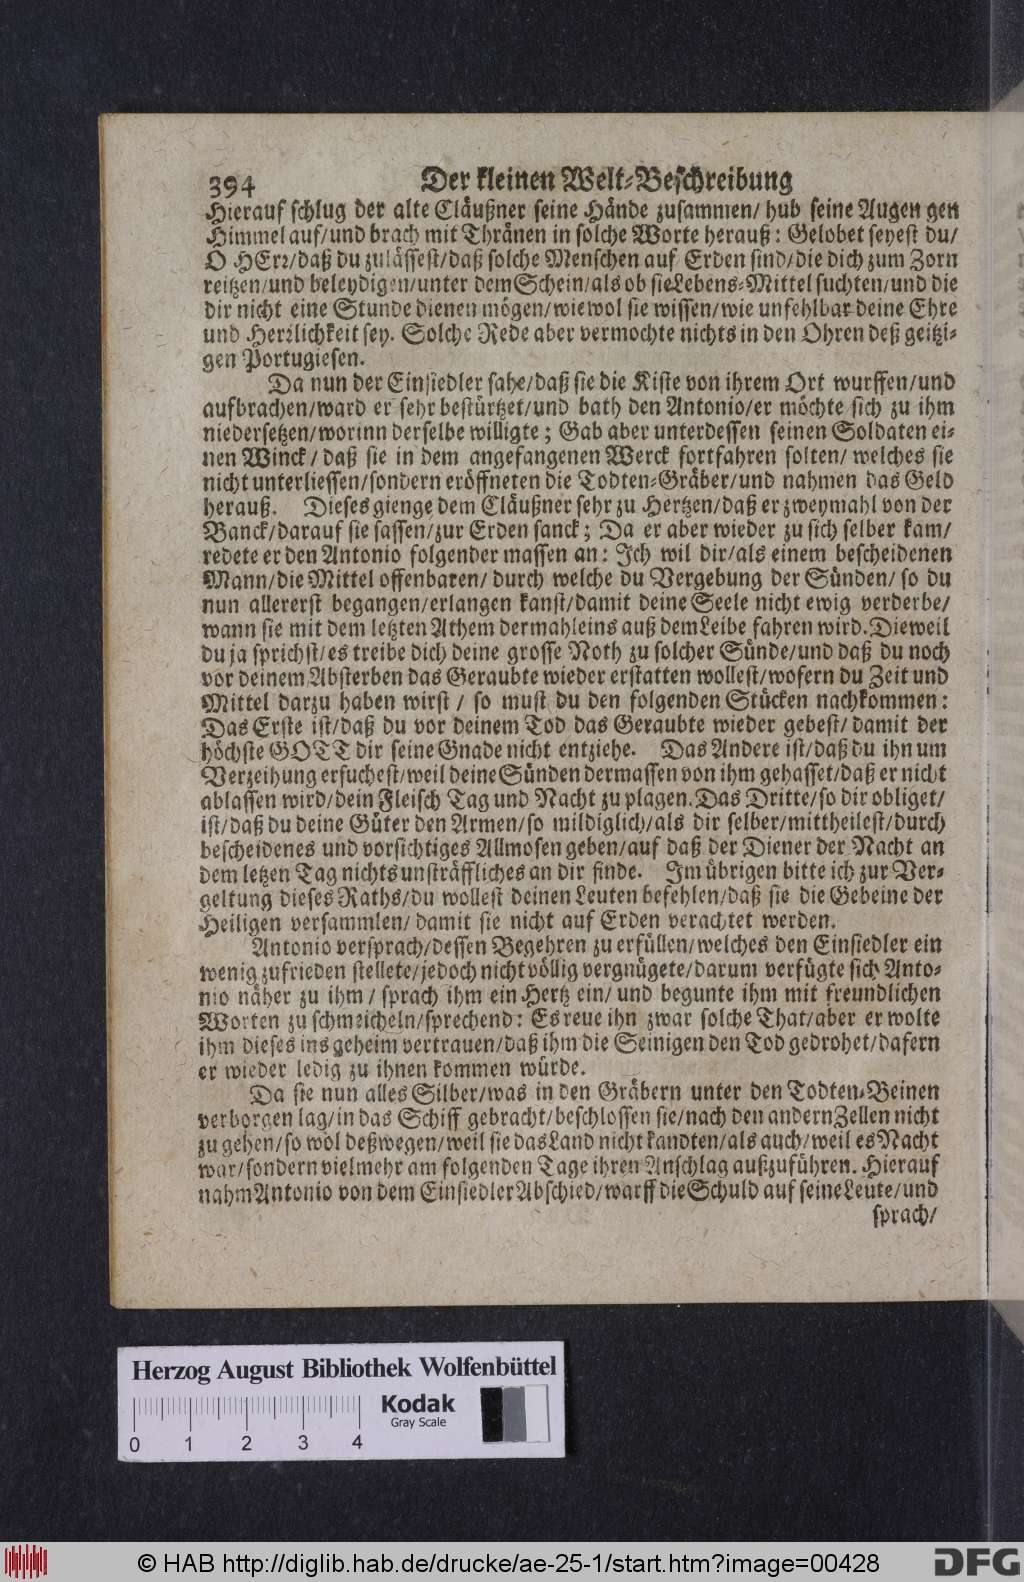 394 Der kleinen Welt-Beschreibung
Hierauf schlug der alte Cläußner seine Hände zusammen/ hub seine Augen gen
Himmel auf/und brach mit Thränen in solche Worte herauß: Gelobet seyest du/
O HErr/daß du zulässest/daß solche Menschen auf Erden sind/die dich zum Zorn
reitzen/und beleydigen/unter dem Schein/als ob sie Lebens-Mittel suchten/und die
dir nicht eine Stunde dienen mögen/wiewol sie wissen/wie unfehlbar deine Ehre
und Herrlichkeit sey. Solche Rede aber vermochte nichts in den Ohren deß geitzi-
gen Portugiesen.
Da nun der Einsiedler sahe/daß sie die Kiste von ihrem Ort wurffen/und
aufbrachen/ward er sehr bestürtzet/und bath den Antonio/er möchte sich zu ihm
niedersetzen/worinn derselbe willigte; Gab aber unterdessen seinen Soldaten ei-
nen Winck/ daß sie in dem angefangenen Werck fortfahren solten/ welches sie
nicht unterliessen/sondern eröffneten die Todten-Gräber/und nahmen das Geld
herauß. Dieses gienge dem Cläußner sehr zu Hertzen/daß er zweymahl von der
Banck/darauf sie sassen/zur Erden sanck; Da er aber wieder zu sich selber kam/
redete er den Antonio folgender massen an: Ich wil dir/als einem bescheidenen
Mann/die Mittel offenbaren/ durch welche du Vergebung der Sünden/ so du
nun allererst begangen/erlangen kanst/damit deine Seele nicht ewig verderbe/
wann sie mit dem letzten Athem dermahleins auß dem Leibe fahren wird. Dieweil
du ja sprichst/es treibe dich deine grosse Noth zu solcher Sünde/und daß du noch
vor deinem Absterben das Geraubte wieder erstatten wollest/wofern du Zeit und
Mittel darzu haben wirst/ so must du den folgenden Stücken nachkommen:
Das Erste ist/daß du vor deinem Tod das Geraubte wieder gebest/ damit der
höchste GOTT dir seine Gnade nicht entziehe. Das Andere ist/daß du ihn um
Verzeihung ersuchest/weil deine Sünden dermassen von ihm gehasset/daß er nicht
ablassen wird/dein Fleisch Tag und Nacht zu plagen. Das Dritte/so dir obliget/
ist/daß du deine Güter den Armen/so mildiglich/als dir selber/mittheilest/durch
bescheidenes und vorsichtiges Allmosen geben/auf daß der Diener der Nacht an
dem letzen Tag nichts unsträffliches an dir finde. Im übrigen bitte ich zur Ver-
geltung dieses Raths/du wollest deinen Leuten befehlen/daß sie die Gebeine der
Heiligen versammlen/ damit sie nicht auf Erden verachtet werden.
Antonio versprach/dessen Begehren zu erfüllen/welches den Einsiedler ein
wenig zufrieden stellete/jedoch nicht völlig vergnügete/darum verfügte sich Anto-
nio näher zu ihm/ sprach ihm ein Hertz ein/ und begunte ihm mit freundlichen
Worten zu schmeicheln/sprechend: Es reue ihn zwar solche That/aber er wolte
ihm dieses ins geheim vertrauen/daß ihm die Seinigen den Tod gedrohet/dafern
er wieder ledig zu ihnen kommen würde.
Da sie nun alles Silber/was in den Gräbern unter den Todten-Beinen
verborgen lag/in das Schiff gebracht/beschlossen sie/nach den andern Zellen nicht
zu gehen/so wol deßwegen/weil sie das Land nicht kandten/als auch/weil es Nacht
war/sondern vielmehr am folgenden Tage ihren Anschlag außzuführen. Hierauf
nahm Antonio von dem Einsiedler Abschied/warff die Schuld auf seine Leute/und
sprach/
Herzog August Bibliothek Wolfenbüttel
Kodak
Gray Scale
0 1 2 3 4
© HAB http://diglib.hab.de/drucke/ae-25-1/start.htm?image=00428
DFG